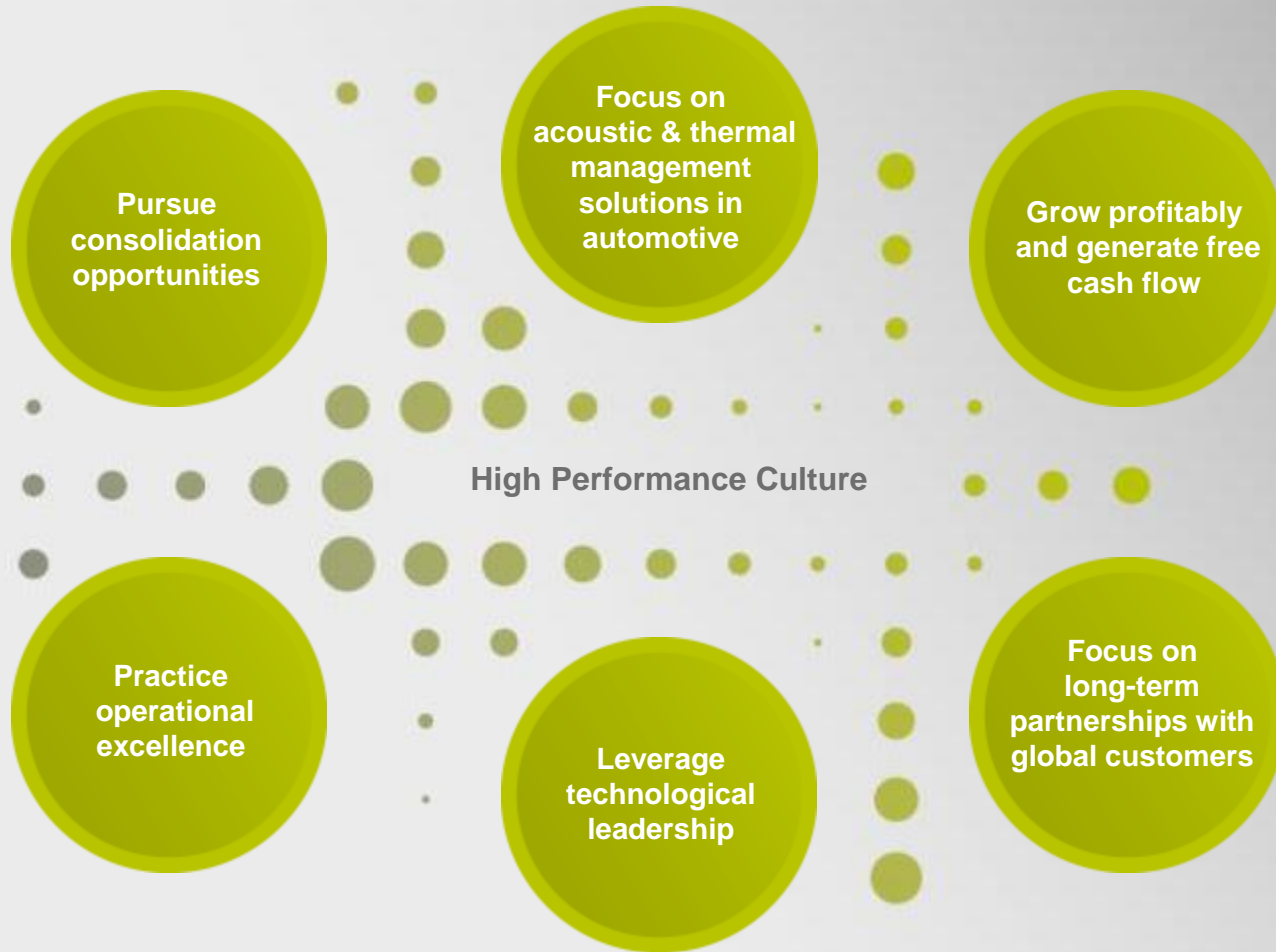 Focus on
acoustic & thermal
management
solutions in
automotive
Pursue
consolidation
opportunities
Grow profitably
and generate free
cash flow
High Performance Culture
Practice
operational
excellence
Leverage
technological
leadership
Focus on
long-term
partnerships with
global customers